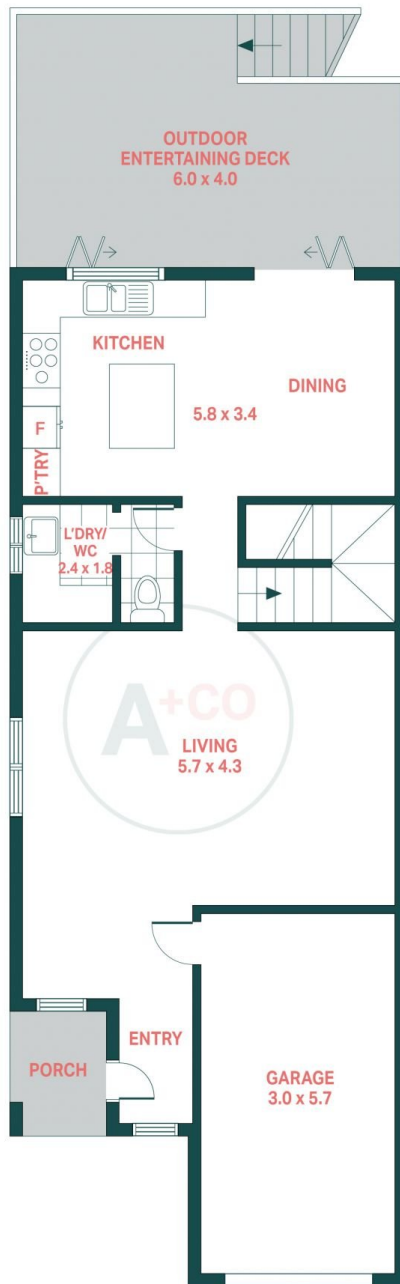 OUTDOOR
ENTERTAINING DECK
6.0 x 4.0
KITCHEN
DINING
5.8 x 3.4
F
P'TRY
L'DRY/
WC
2.4 x 1.8
A+CO
LIVING
5.7 x 4.3
ENTRY
PORCH
GARAGE
3.0 x 5.7